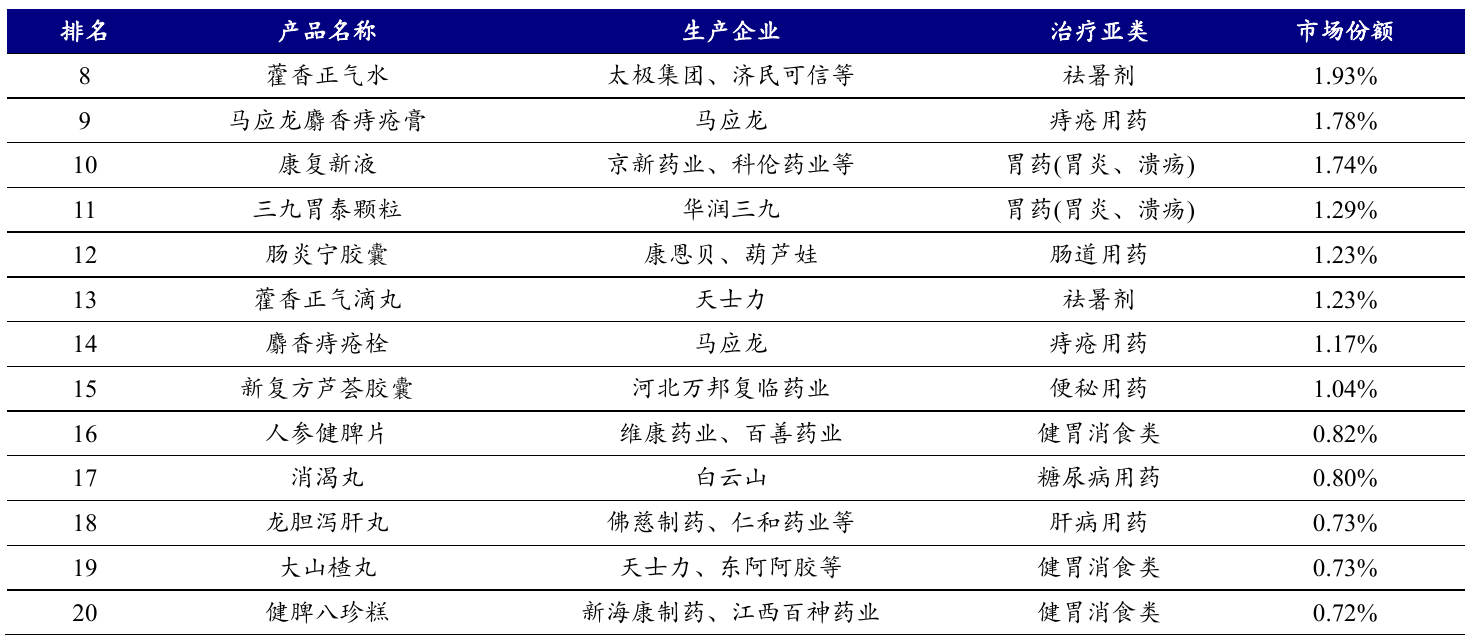 排名 产品名称 生产企业 治疗亚类 市场份额
8 藿香正气水 太极集团、济民可信等 祛暑剂 1.93%
9 马应龙麝香痔疮膏 马应龙 痔疮用药 1.78%
10 康复新液 京新药业、科伦药业等 胃药(胃炎、溃疡) 1.74%
11 三九胃泰颗粒 华润三九 胃药(胃炎、溃疡) 1.29%
12 肠炎宁胶囊 康恩贝、葫芦娃 肠道用药 1.23%
13 藿香正气滴丸 天士力 祛暑剂 1.23%
14 麝香痔疮栓 马应龙 痔疮用药 1.17%
15 新复方芦荟胶囊 河北万邦复临药业 便秘用药 1.04%
16 人参健脾片 维康药业、百善药业 健胃消食类 0.82%
17 消渴丸 白云山 糖尿病用药 0.80%
18 龙胆泻肝丸 佛慈制药、仁和药业等 肝病用药 0.73%
19 大山楂丸 天士力、东阿阿胶等 健胃消食类 0.73%
20 健脾八珍糕 新海康制药、江西百神药业 健胃消食类 0.72%